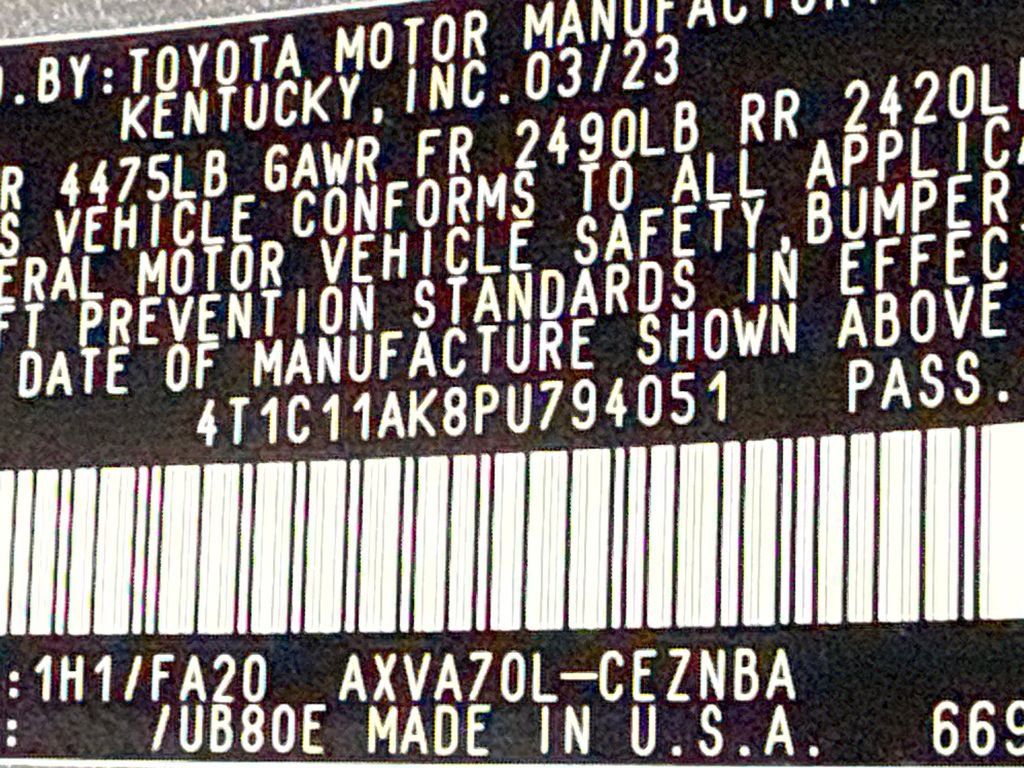 .BY:TOYOTA MOTOR MANUFACTUR
KENTUCKY, INC. 03/23
R 4475LB GAWR FR 2490LB RR 2420L
S VEHICLE CONFORMS TO ALL APPLICA
ERAL MOTOR VEHICLE SAFETY,BUMPER,
FT PREVENTION STANDARDS IN EFFEC
DATE OF MANUFACTURE SHOWN ABOVE
4T1C11AK8PU794051 PASS.
:1H1/FA20 AXVA70L-CEZNBA
: /UB80E MADE IN U.S.A. 669